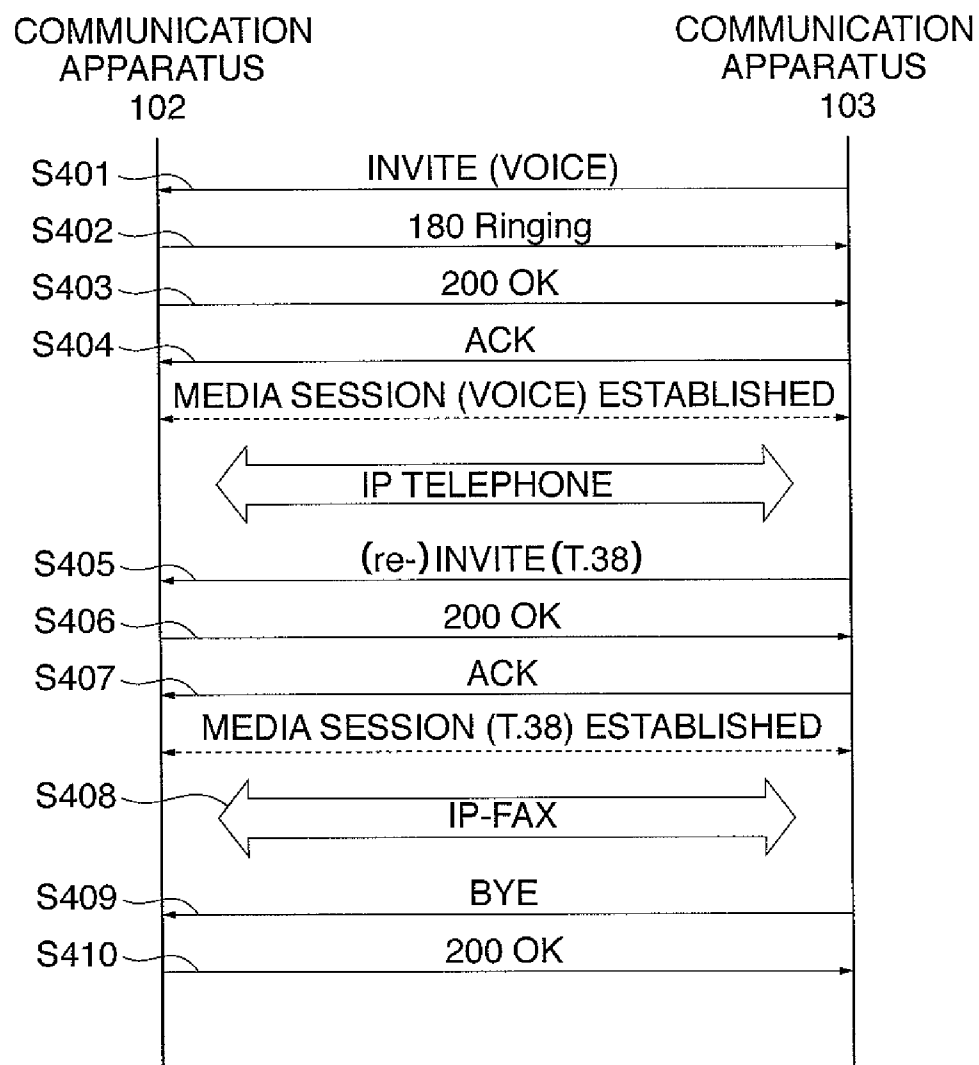 COMMUNICATION
APPARATUS
102
COMMUNICATION
APPARATUS
103
S401
INVITE (VOICE)
S402
180 Ringing
S403
200 OK
S404
ACK
MEDIA SESSION (VOICE) ESTABLISHED
IP TELEPHONE
S405
(re-)INVITE(T.38)
S406
200 OK
S407
ACK
MEDIA SESSION (T.38) ESTABLISHED
S408
IP-FAX
S409
BYE
S410
200 OK